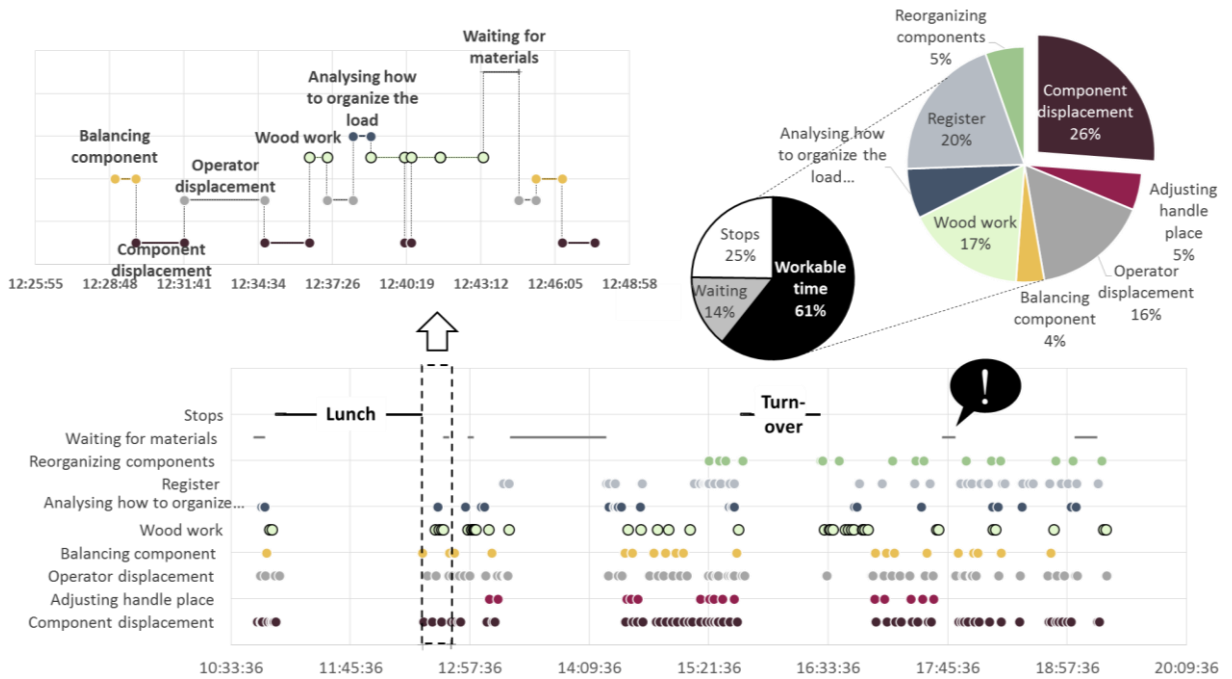 Waiting for
materials
Analysing how
to organize the
load
Balancing
component
Wood work
Operator
displacement
Component
displacement
12:25:55
12:28:48
12:31:41
12:34:34
12:37:26
12:40:19
12:43:12
12:46:05
12:48:58
Reorganizing
components
5%
Component
displacement
26%
Register
20%
Analysing how
to organize the
load...
Adjusting
handle
place
5%
Wood work
17%
Operator
displacement
16%
Balancing
component
4%
Stops
25%
Workable
time
61%
Waiting
14%
Stops
Lunch
Turn-
over
!
Waiting for materials
Reorganizing components
Register
Analysing how to organize...
Wood work
Balancing component
Operator displacement
Adjusting handle place
Component displacement
10:33:36
11:45:36
12:57:36
14:09:36
15:21:36
16:33:36
17:45:36
18:57:36
20:09:36